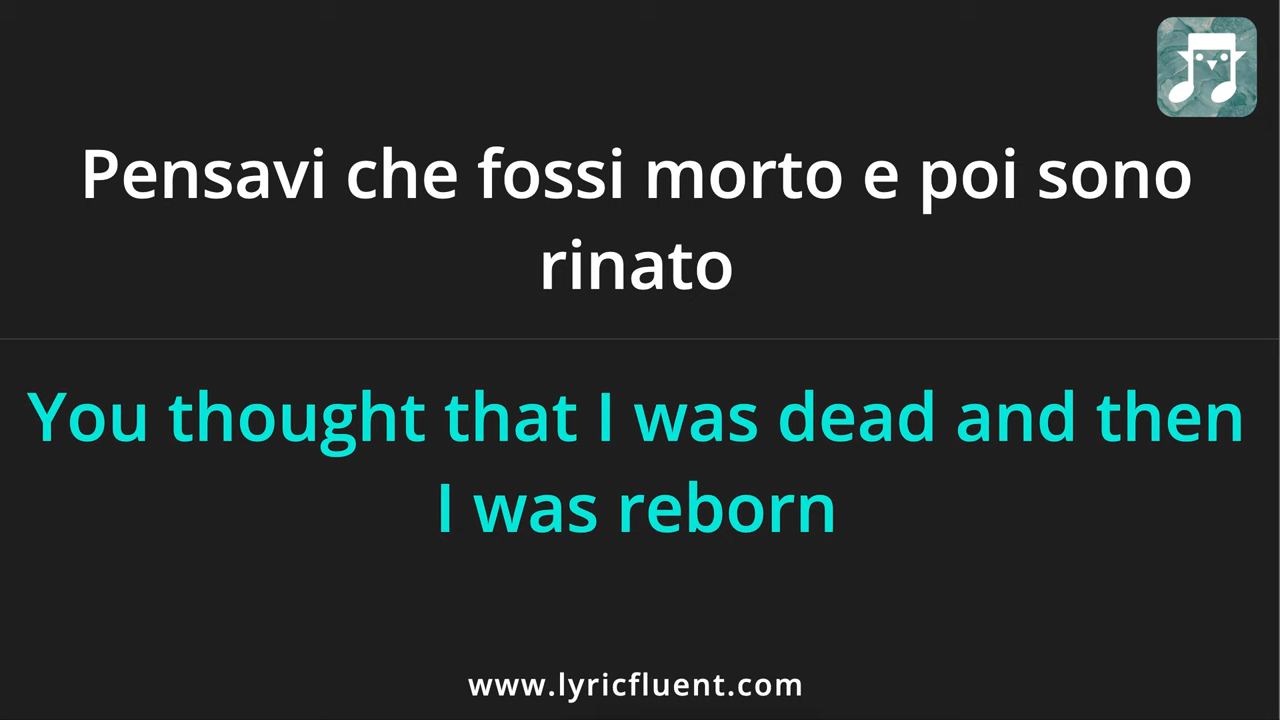 Pensavi che fossi morto e poi sono
rinato
You thought that I was dead and then
I was reborn
www.lyricfluent.com